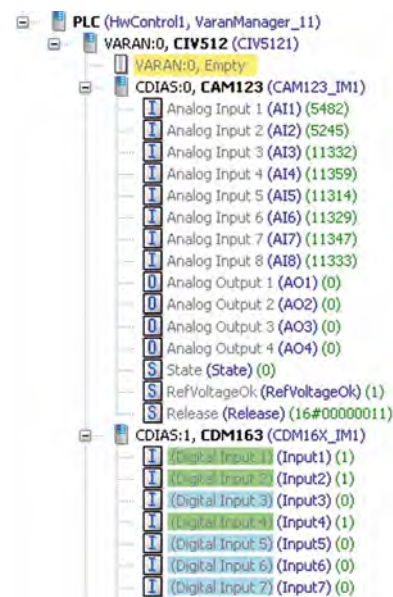 PLC (HwControl1, VaranManager_11)
VARAN:0, CIV512 (CIV5121)
VARAN:0, Empty
CDIAS:0, CAM123 (CAM123_IM1)
I Analog Input 1 (AI1) (5482)
I Analog Input 2 (AI2) (5245)
I Analog Input 3 (AI3) (11332)
I Analog Input 4 (AI4) (11359)
I Analog Input 5 (AI5) (11314)
I Analog Input 6 (AI6) (11329)
I Analog Input 7 (AI7) (11347)
I Analog Input 8 (AI8) (11333)
O Analog Output 1 (AO1) (0)
O Analog Output 2 (AO2) (0)
O Analog Output 3 (AO3) (0)
O Analog Output 4 (AO4) (0)
S State (State) (0)
S RefVoltageOk (RefVoltageOk) (1)
S Release (Release) (16#00000011)
CDIAS:1, CDM163 (CDM16X_IM1)
I (Digital Input 1) (Input1) (1)
I (Digital Input 2) (Input2) (1)
I (Digital Input 3) (Input3) (0)
I (Digital Input 4) (Input4) (1)
I (Digital Input 5) (Input5) (0)
I (Digital Input 6) (Input6) (0)
I (Digital Input 7) (Input7) (0)